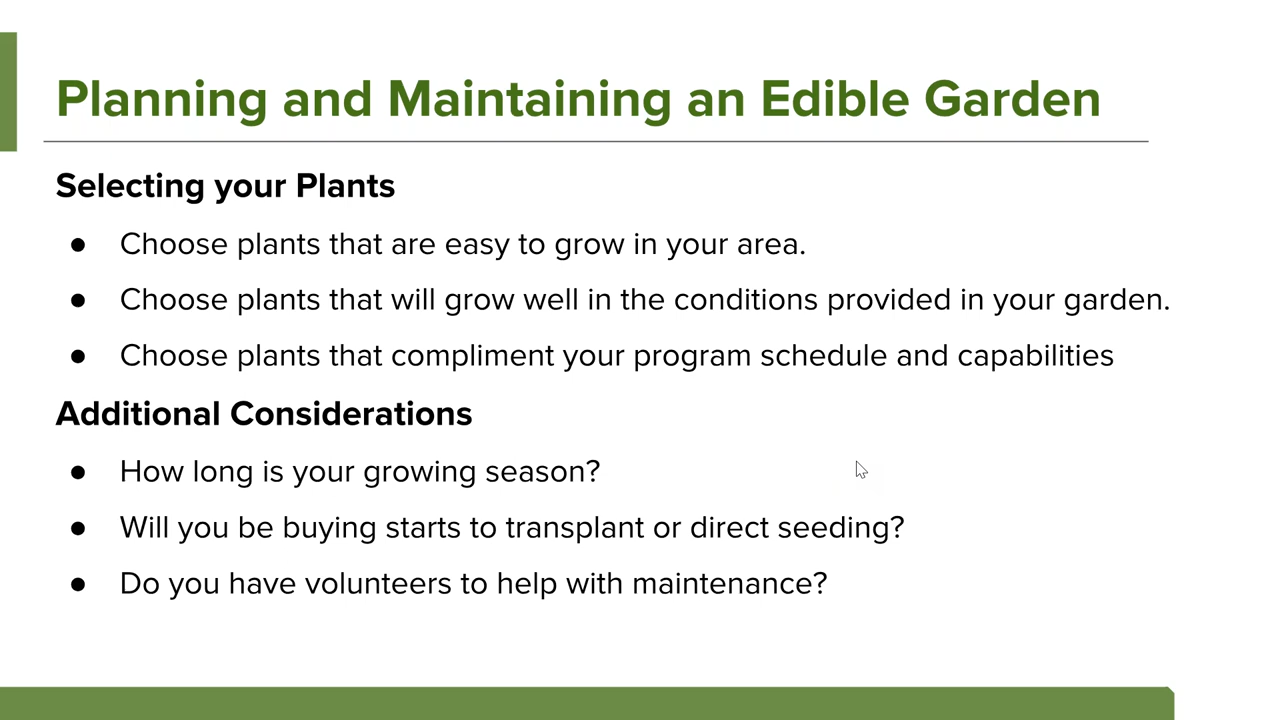 Planning and Maintaining an Edible Garden
Selecting your Plants
● Choose plants that are easy to grow in your area.
● Choose plants that will grow well in the conditions provided in your garden.
● Choose plants that compliment your program schedule and capabilities
Additional Considerations
● How long is your growing season?
● Will you be buying starts to transplant or direct seeding?
● Do you have volunteers to help with maintenance?